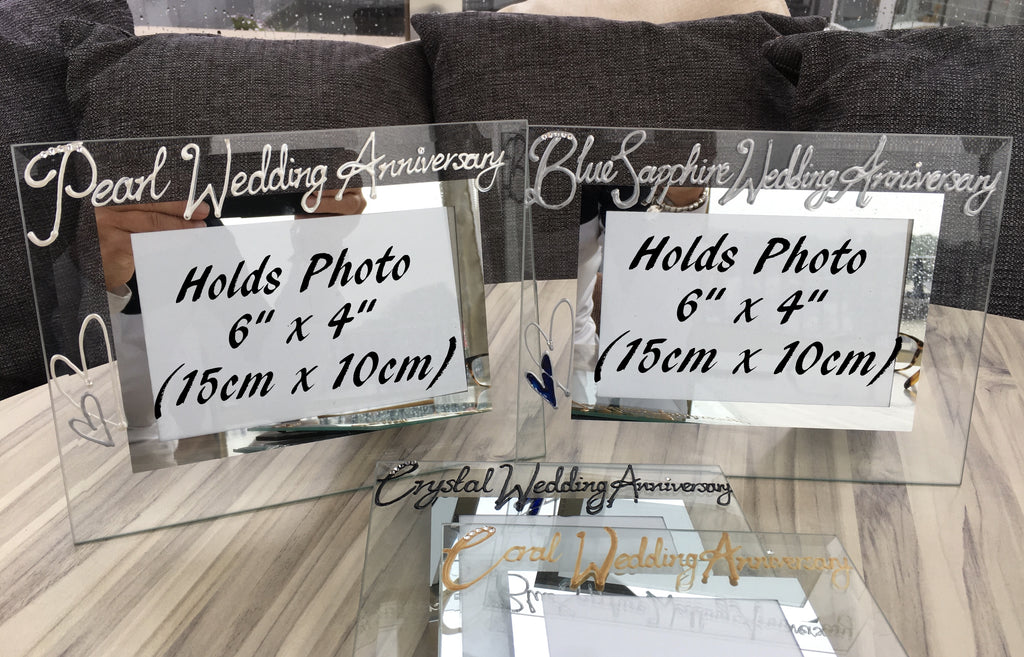 Pearl Wedding Anniversary
Holds Photo
6" x 4"
(15cm x 10cm)
Blue Sapphire Wedding Anniversary
Holds Photo
6" x 4"
(15cm x 10cm)
Crystal Wedding Anniversary
Coral Wedding Anniversary